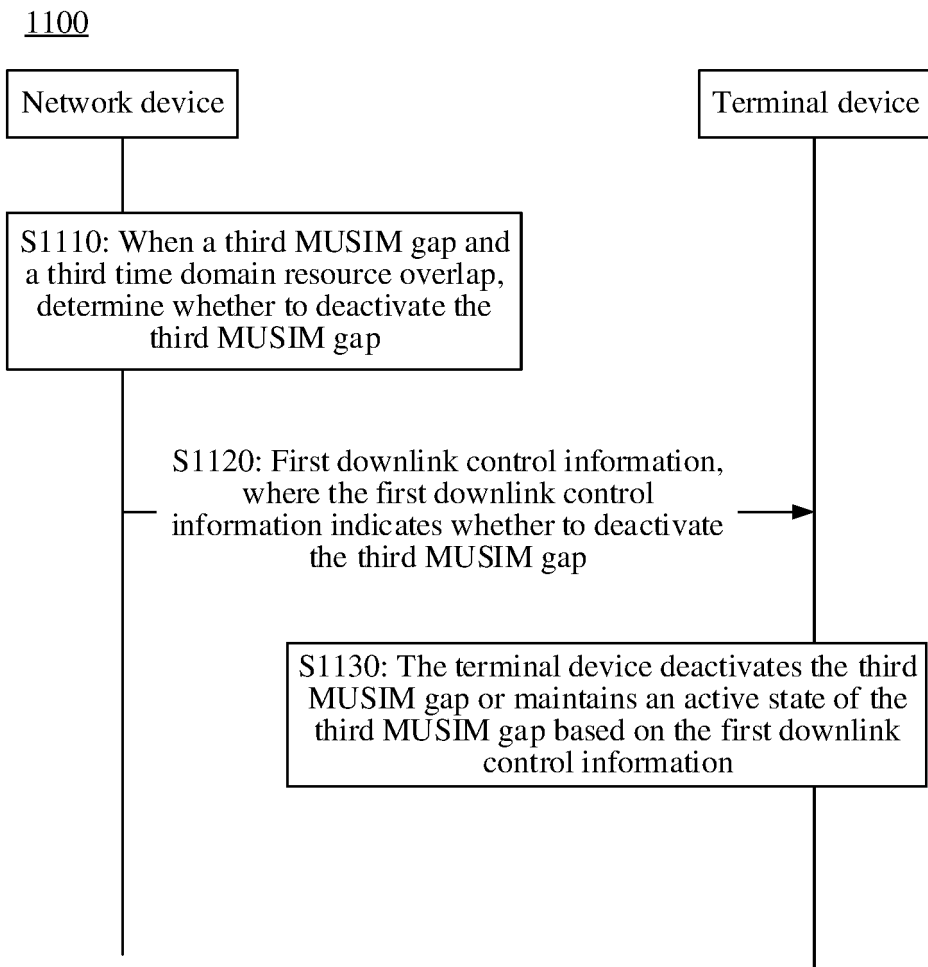 1100
Network device
Terminal device
S1110: When a third MUSIM gap and
a third time domain resource overlap,
determine whether to deactivate the
third MUSIM gap
S1120: First downlink control information,
where the first downlink control
information indicates whether to deactivate
the third MUSIM gap
S1130: The terminal device deactivates the third
MUSIM gap or maintains an active state of the
third MUSIM gap based on the first downlink
control information